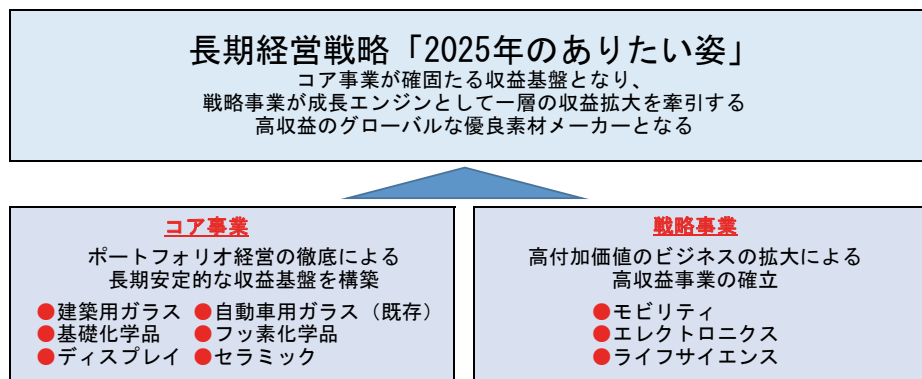 長期経営戦略「2025年のありたい姿」
コア事業が確固たる収益基盤となり、
戦略事業が成長エンジンとして一層の収益拡大を牽引する
高収益のグローバルな優良素材メーカーとなる
コア事業
ポートフォリオ経営の徹底による
長期安定的な収益基盤を構築
●建築用ガラス ●自動車用ガラス（既存）
●基礎化学品 ●フッ素化学品
●ディスプレイ ●セラミック
戦略事業
高付加価値のビジネスの拡大による
高収益事業の確立
●モビリティ
●エレクトロニクス
●ライフサイエンス